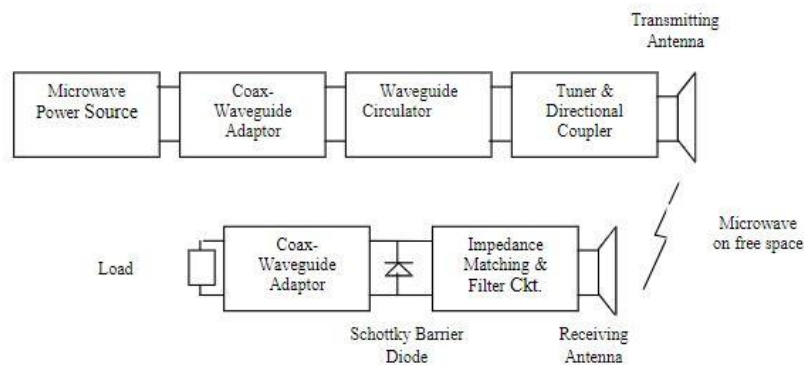 Transmitting
Antenna
Microwave
Power Source
Coax-
Waveguide
Adaptor
Waveguide
Circulator
Tuner &
Directional
Coupler
Microwave
on free space
Load
Coax-
Waveguide
Adaptor
Impedance
Matching &
Filter Ckt.
Schottky Barrier
Diode
Receiving
Antenna